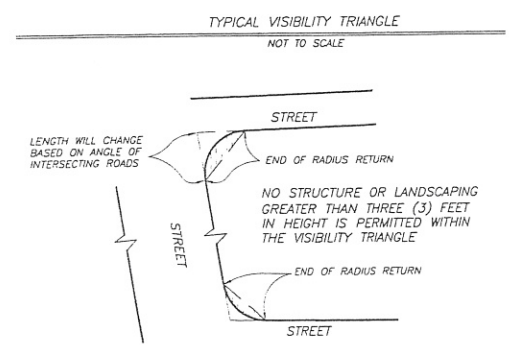 TYPICAL VISIBILITY TRIANGLE
NOT TO SCALE
STREET
LENGTH WILL CHANGE
BASED ON ANGLE OF
INTERSECTING ROADS
END OF RADIUS RETURN
NO STRUCTURE OR LANDSCAPING
GREATER THAN THREE (3) FEET
IN HEIGHT IS PERMITTED WITHIN
THE VISIBILITY TRIANGLE
STREET
END OF RADIUS RETURN
STREET